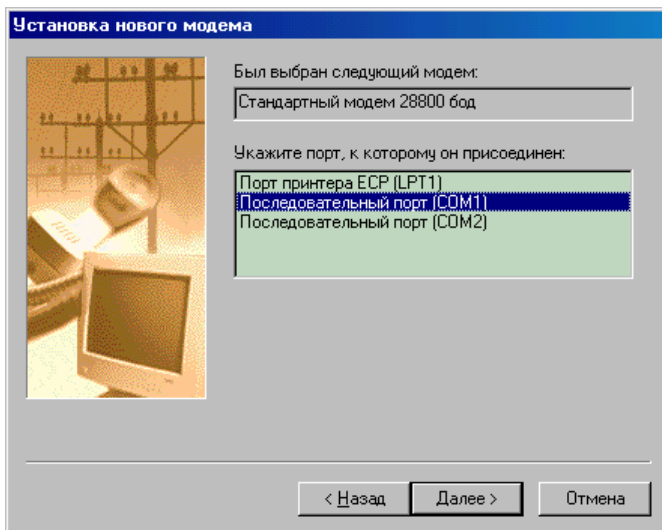 Установка нового модема
Был выбран следующий модем:
Стандартный модем 28800 бод
Укажите порт, к которому он присоединен:
Порт принтера ECP (LPT1)
Последовательный порт (COM1)
Последовательный порт (COM2)
< Назад
Далее >
Отмена